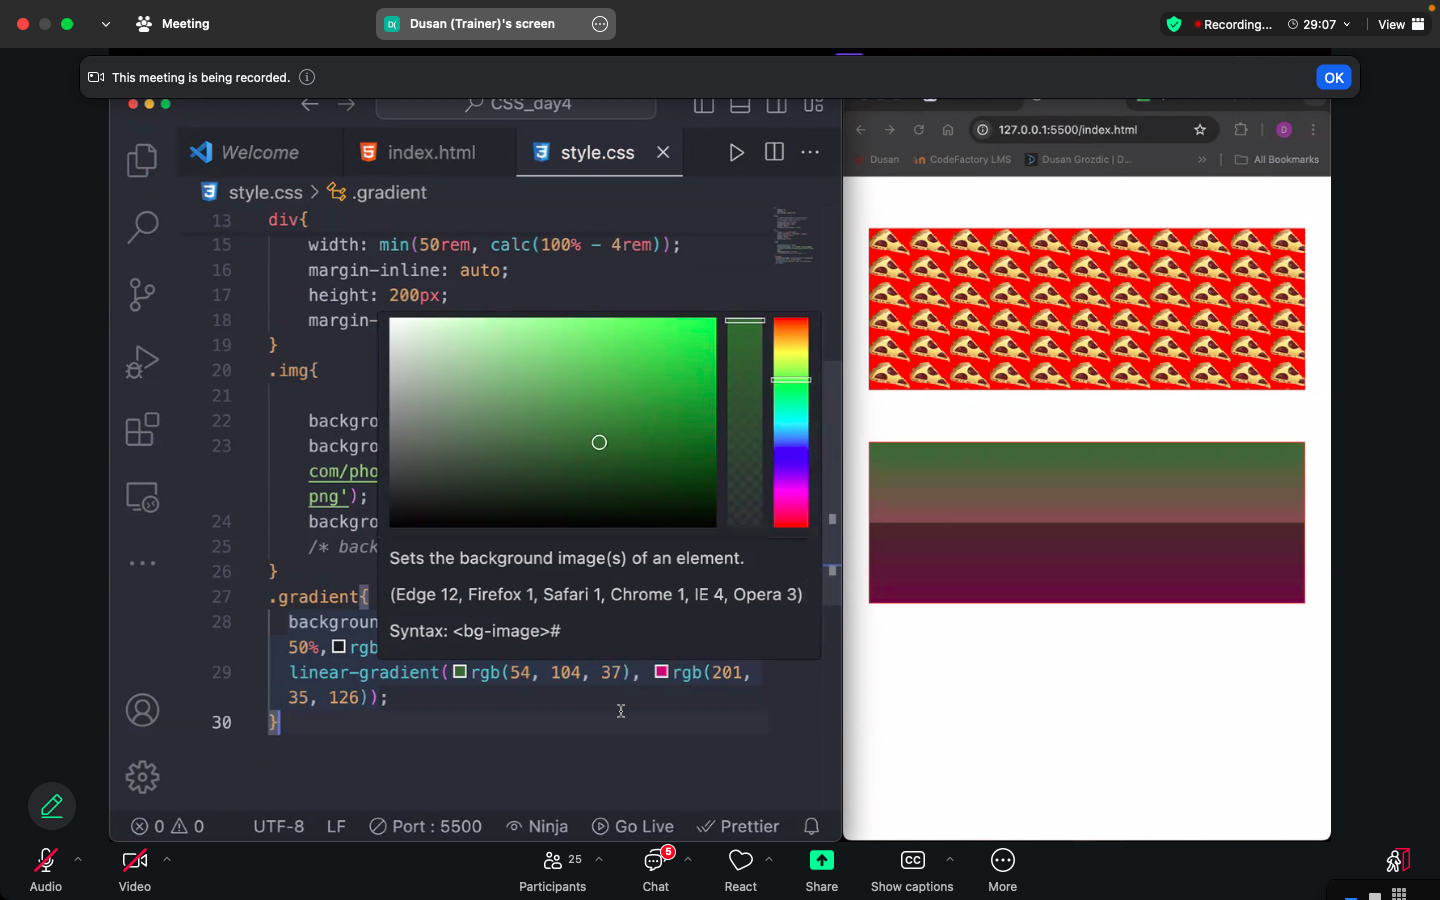 Meeting
D( Dusan (Trainer)'s screen
Recording...
29:07
View
This meeting is being recorded.
OK
CSS_day4
Welcome
index.html
style.css
style.css > .gradient
13 div{
15 width: min(50rem, calc(100% - 4rem));
16 margin-inline: auto;
17 height: 200px;
18 margin-
19 }
20 .img{
21
22 backgro
23 backgro
com/pho
png');
24 backgro
25 /* back
26 }
27 .gradient{
28 backgroun
50%, rgb
29 linear-gradient( rgb(54, 104, 37), rgb(201,
35, 126));
30 }
Sets the background image(s) of an element.
(Edge 12, Firefox 1, Safari 1, Chrome 1, IE 4, Opera 3)
Syntax: <bg-image>#
0 0
UTF-8
LF
Port : 5500
Ninja
Go Live
Prettier
127.0.0.1:5500/index.html
D
Dusan
CodeFactory LMS
Dusan Grozdic | D...
All Bookmarks
Audio
Video
Participants
25
Chat
5
React
Share
CC
Show captions
More